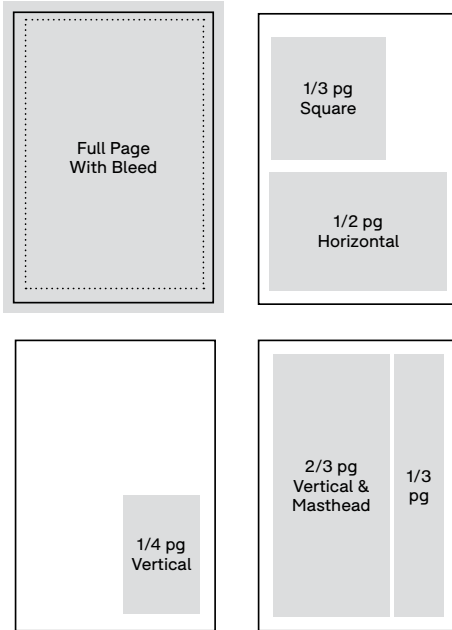 Full Page
With Bleed
1/3 pg
Square
1/2 pg
Horizontal
1/4 pg
Vertical
2/3 pg
Vertical &
Masthead
1/3
pg